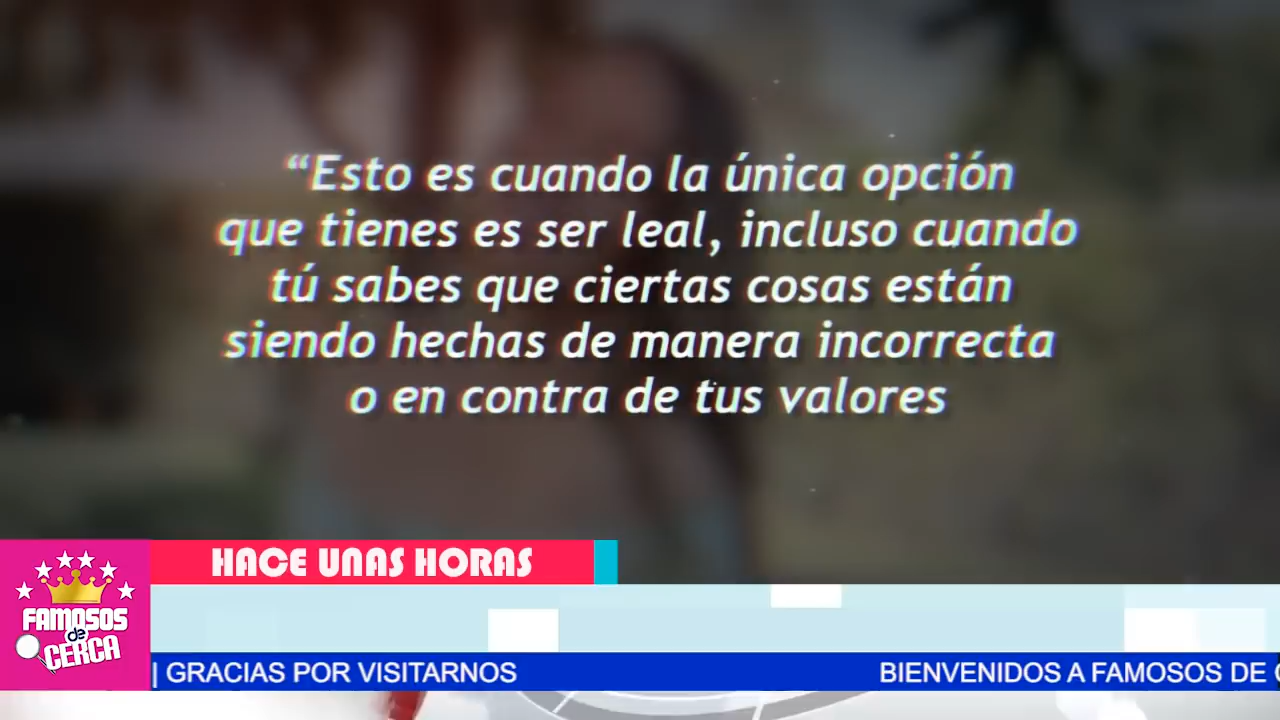 “Esto es cuando la única opción
que tienes es ser leal, incluso cuando
tú sabes que ciertas cosas están
siendo hechas de manera incorrecta
o en contra de tus valores
HACE UNAS HORAS
FAMOSOS
de
CERCA
| GRACIAS POR VISITARNOS
BIENVENIDOS A FAMOSOS DE